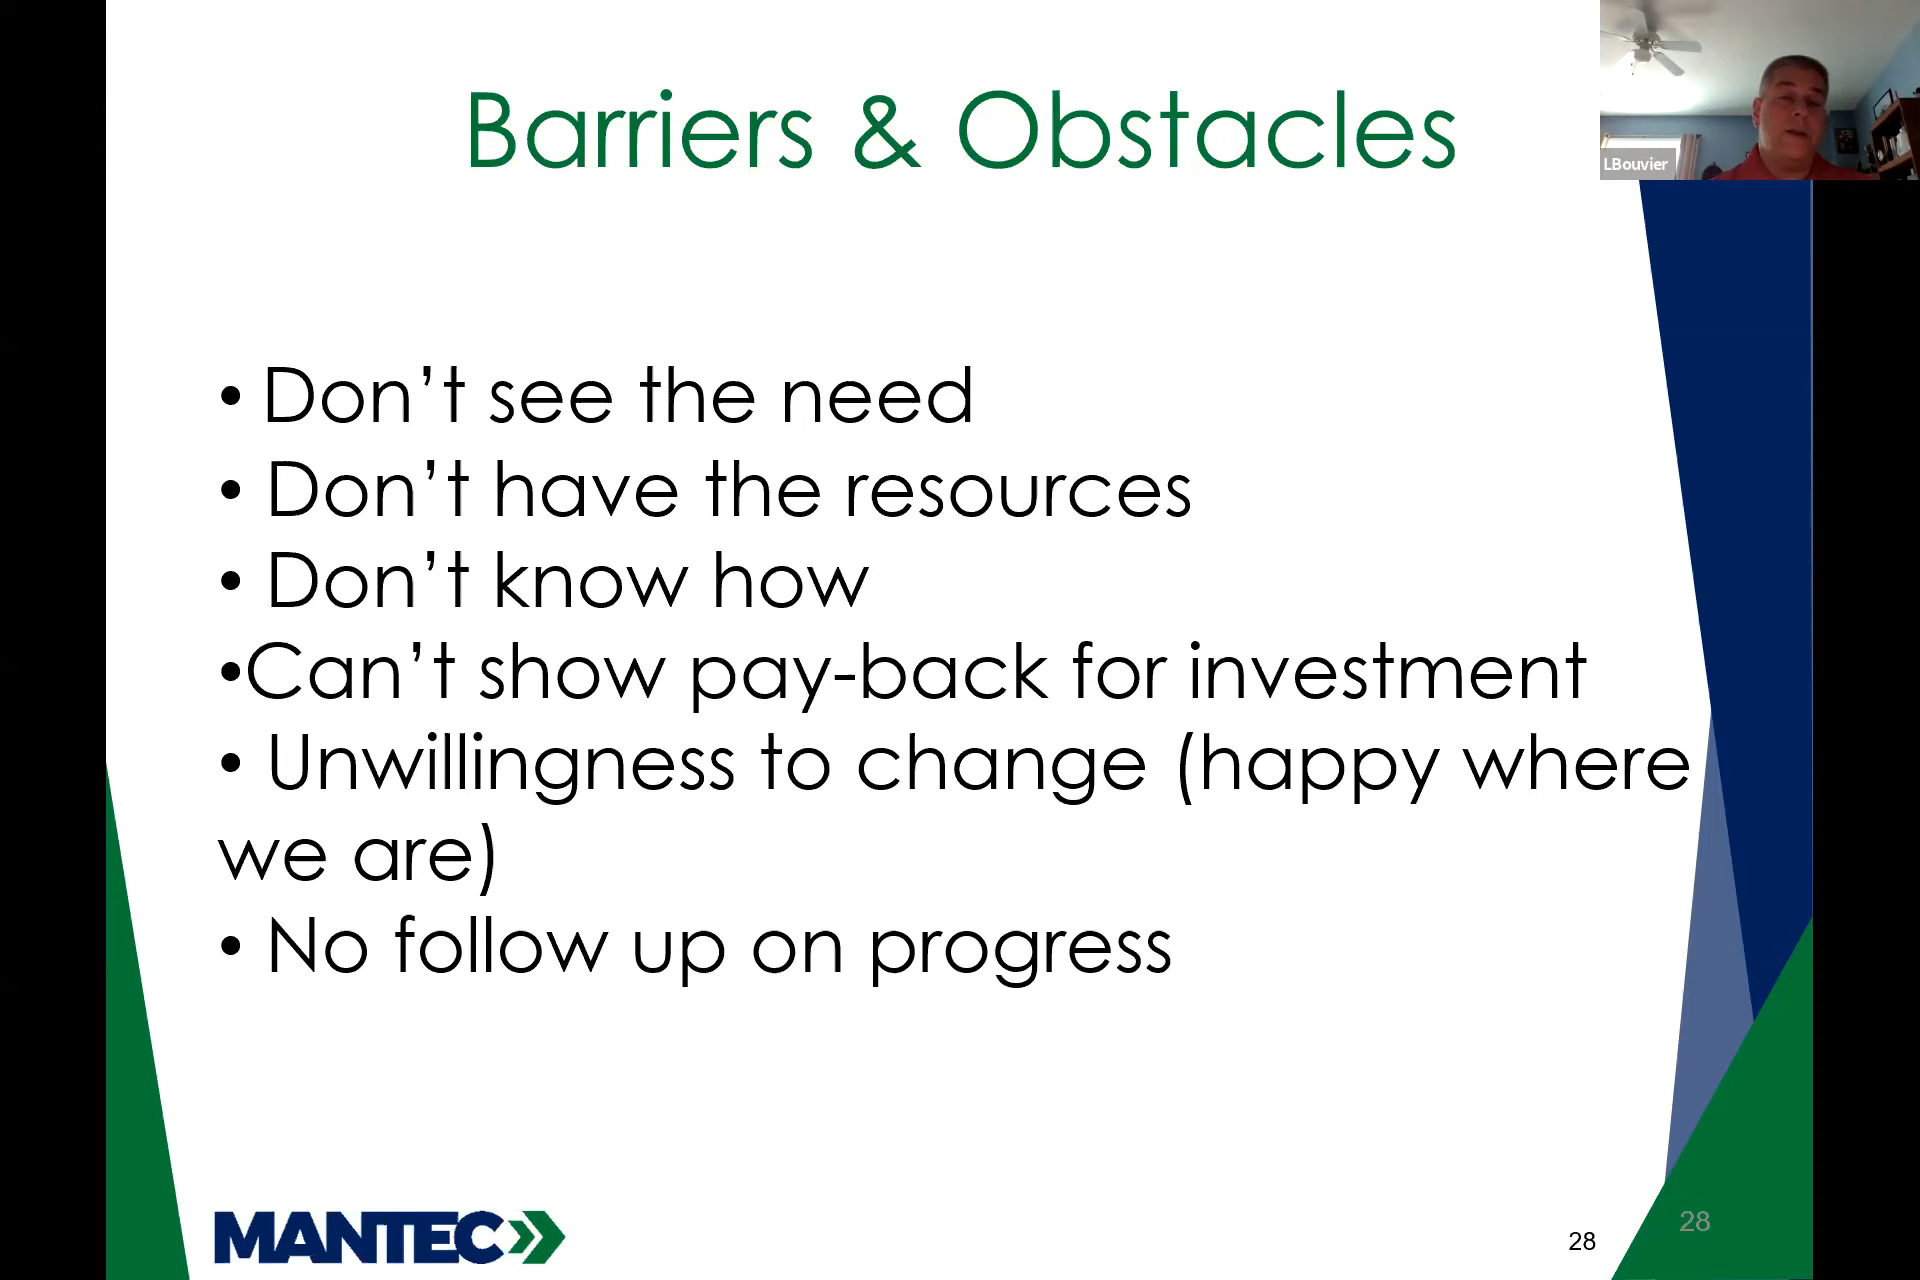 Barriers & Obstacles
LBouvier
• Don’t see the need
• Don’t have the resources
• Don’t know how
•Can’t show pay-back for investment
• Unwillingness to change (happy where
we are)
• No follow up on progress
MANTEC
28
28